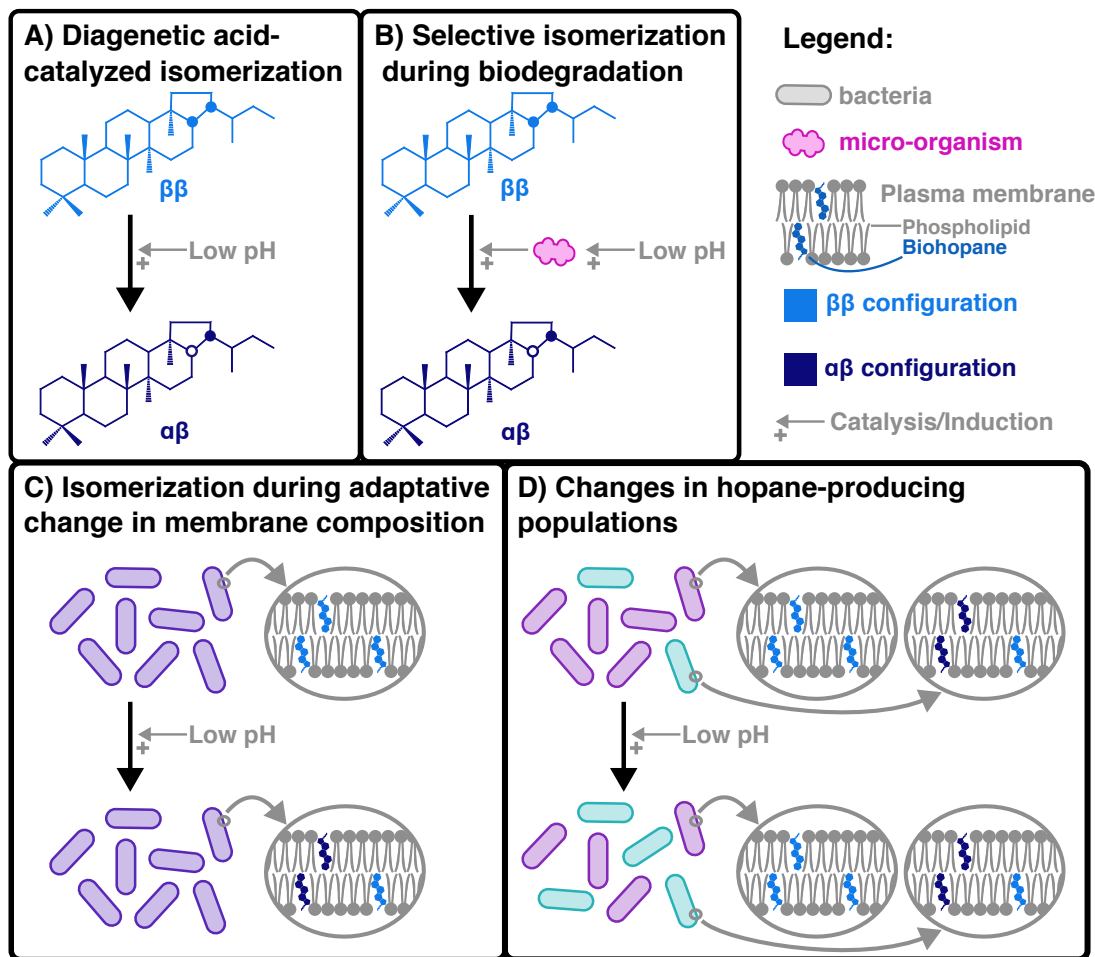 A) Diagenetic acid-
catalyzed isomerization
ββ
Low pH
+
αβ
B) Selective isomerization
during biodegradation
ββ
Low pH
+
+
αβ
Legend:
bacteria
micro-organism
Plasma membrane
Phospholipid
Biohopane
ββ configuration
αβ configuration
Catalysis/Induction
+
C) Isomerization during adaptative
change in membrane composition
Low pH
+
D) Changes in hopane-producing
populations
Low pH
+